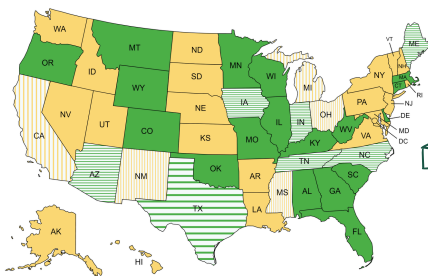 WA
MT
ND
MN
VT
ME
OR
ID
SD
WI
MI
NY
NH
MA
CT
RI
WY
NE
IA
PA
NJ
NV
UT
CO
KS
MO
IL
IN
OH
WV
VA
DE
MD
DC
CA
KY
AZ
NM
OK
AR
TN
NC
SC
TX
LA
MS
AL
GA
FL
AK
HI